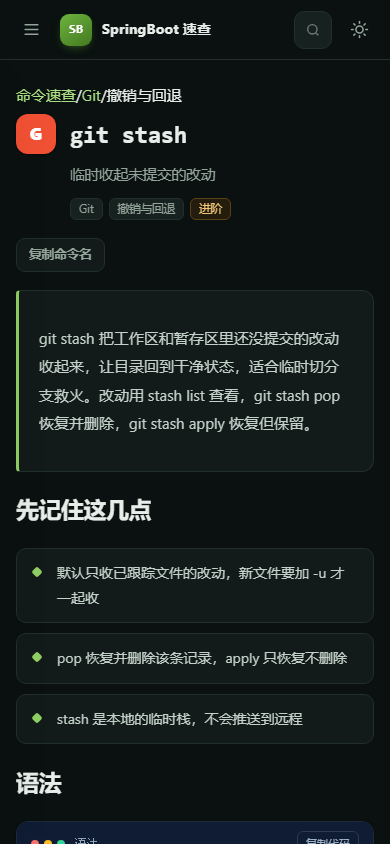 SB SpringBoot 速查
命令速查/Git/撤销与回退
G git stash
临时收起未提交的改动
Git 撤销与回退 进阶
复制命令名
git stash 把工作区和暂存区里还没提交的改动
收起来，让目录回到干净状态，适合临时切分
支救火。改动用 stash list 查看，git stash pop
恢复并删除，git stash apply 恢复但保留。
先记住这几点
默认只收已跟踪文件的改动，新文件要加 -u 才
一起收
pop 恢复并删除该条记录，apply 只恢复不删除
stash 是本地的临时栈，不会推送到远程
语法
语法 复制代码